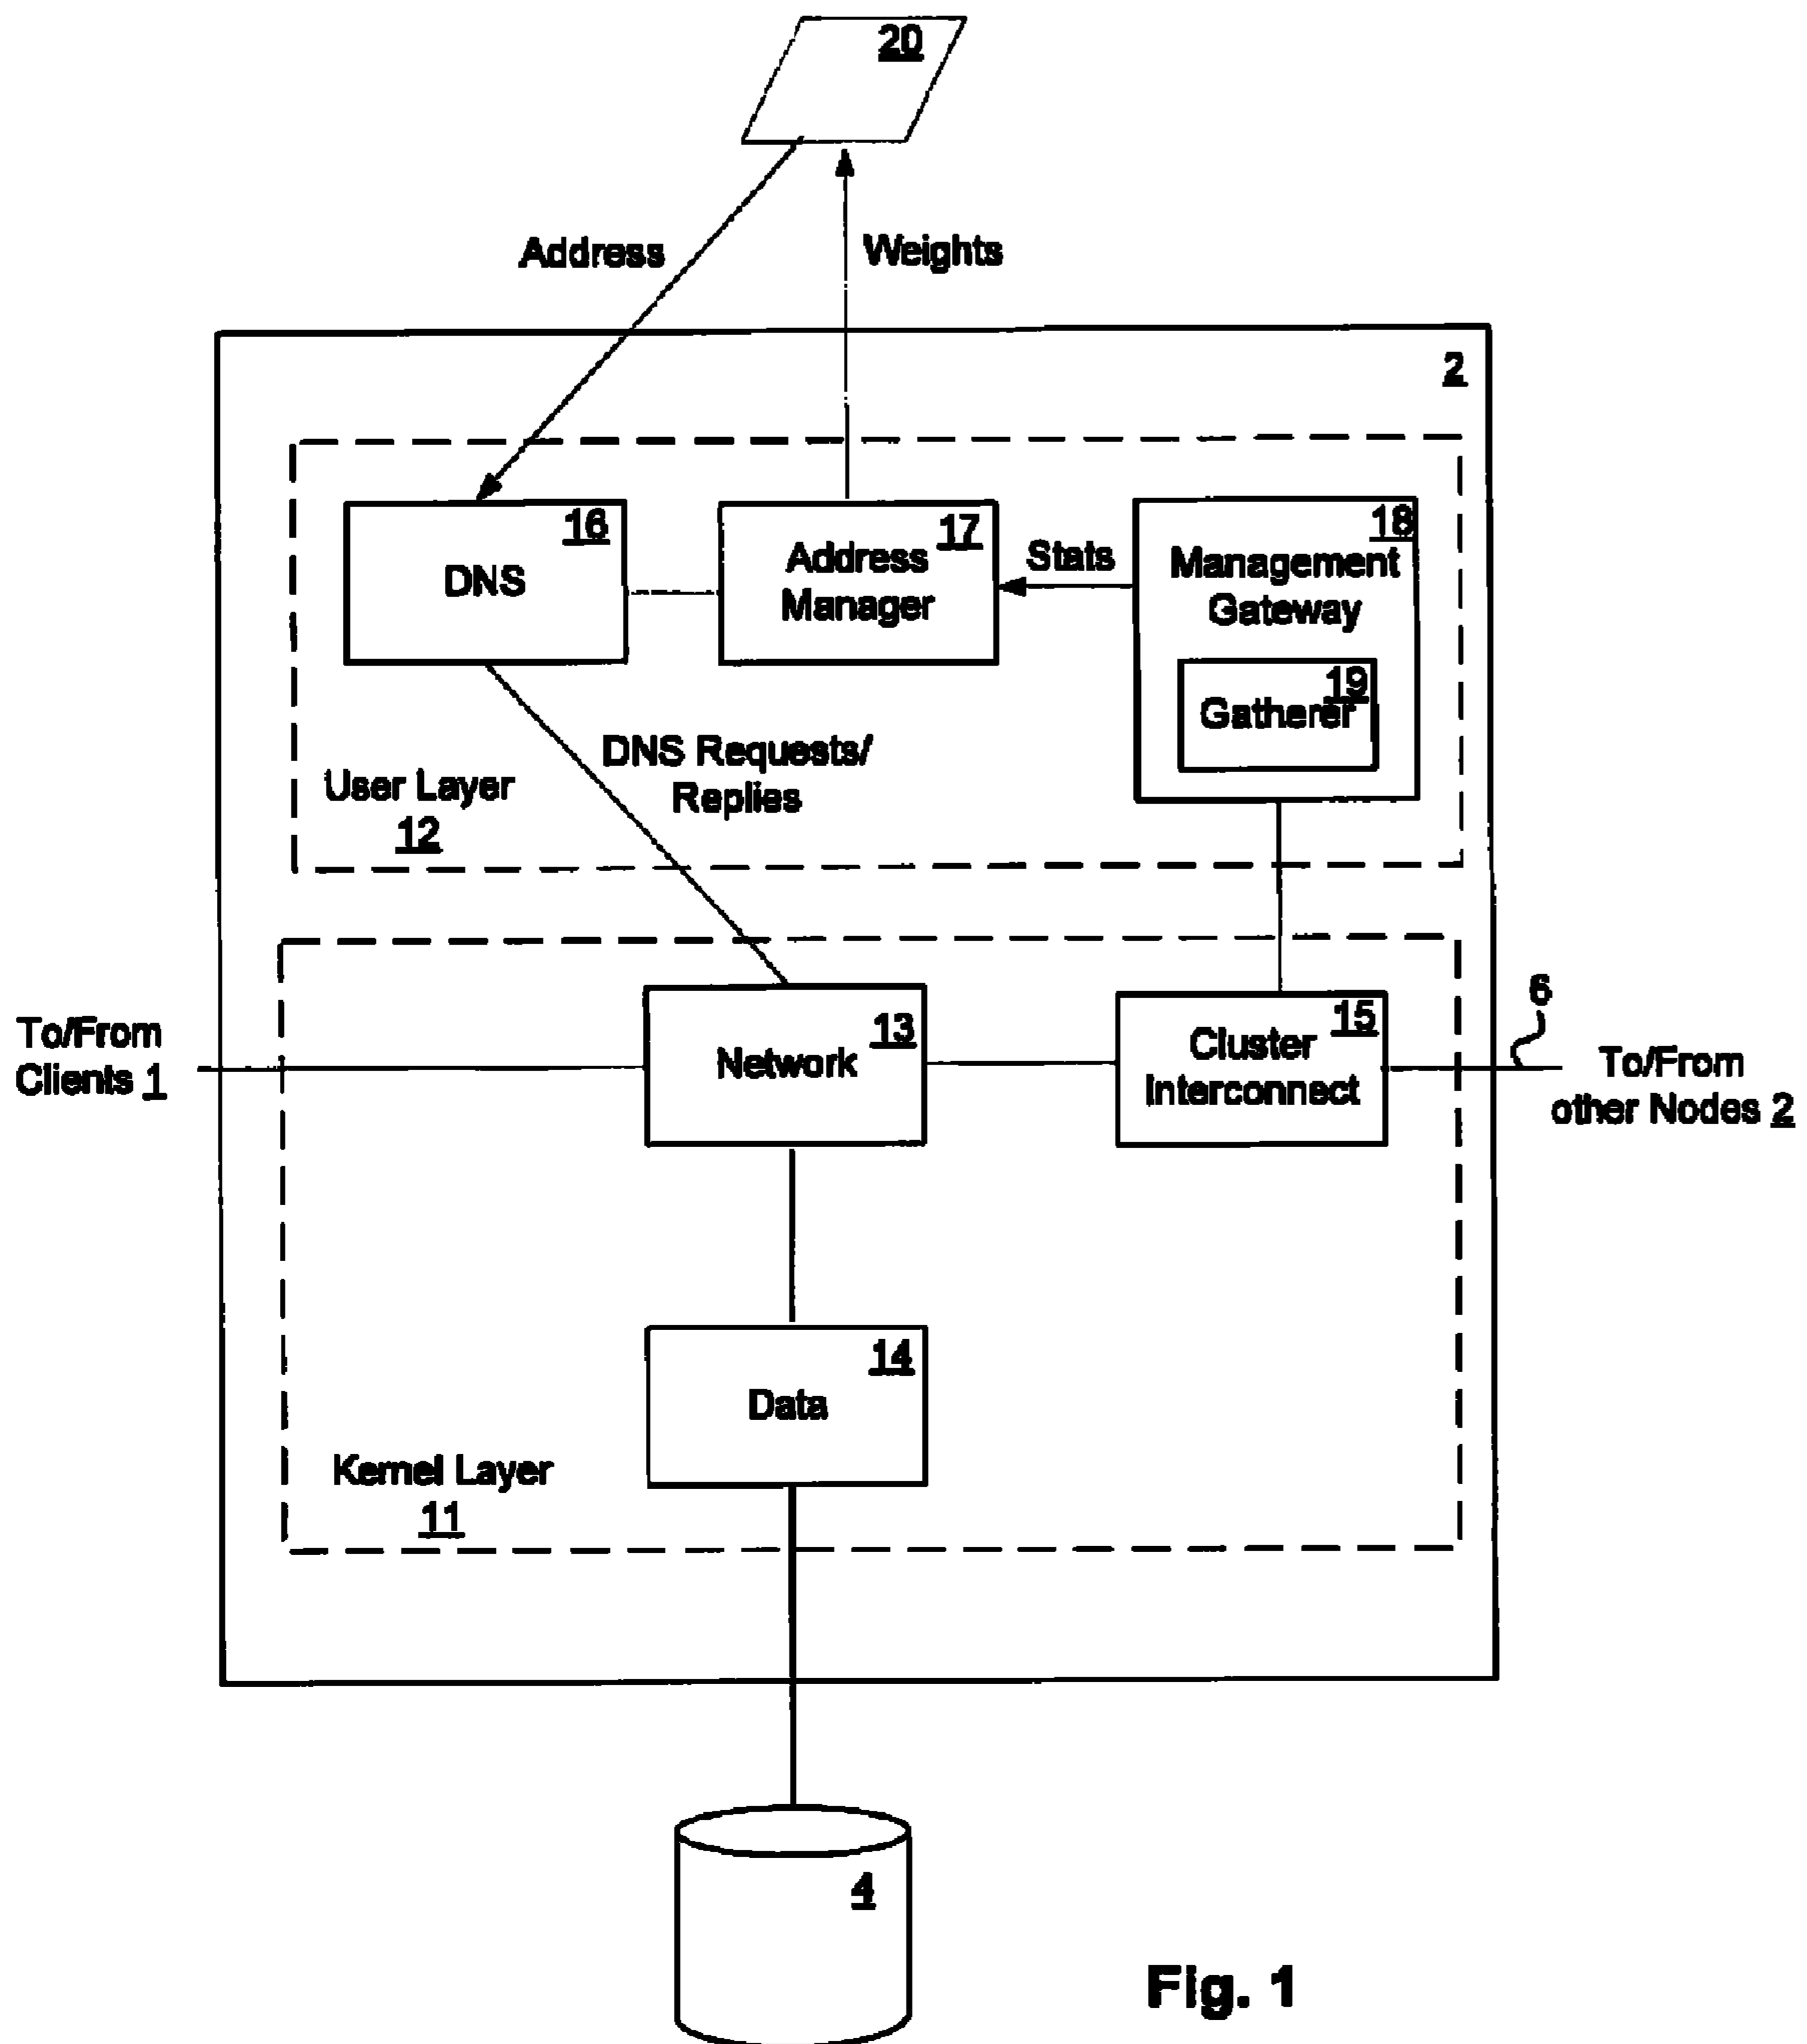 20
Address
Weights
2
16
DNS
17
Address
Manager
Stats
18
Management
Gateway
19
Gatherer
DNS Requests/
Replies
User Layer
12
To/From
Clients 1
13
Network
15
Cluster
Interconnect
6
To/From
other Nodes 2
14
Data
Kernel Layer
11
4
Fig. 1